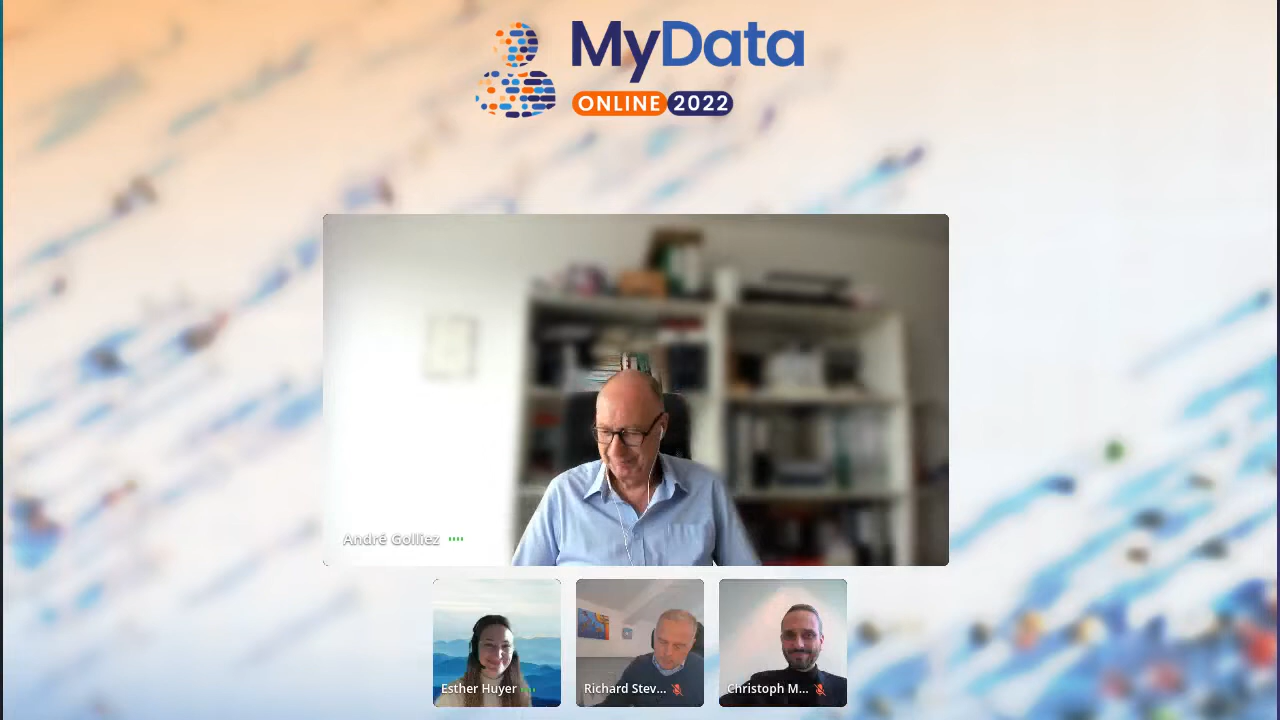 MyData
ONLINE 2022
André Golliez
Esther Huyer
Richard Stev...
Christoph M...